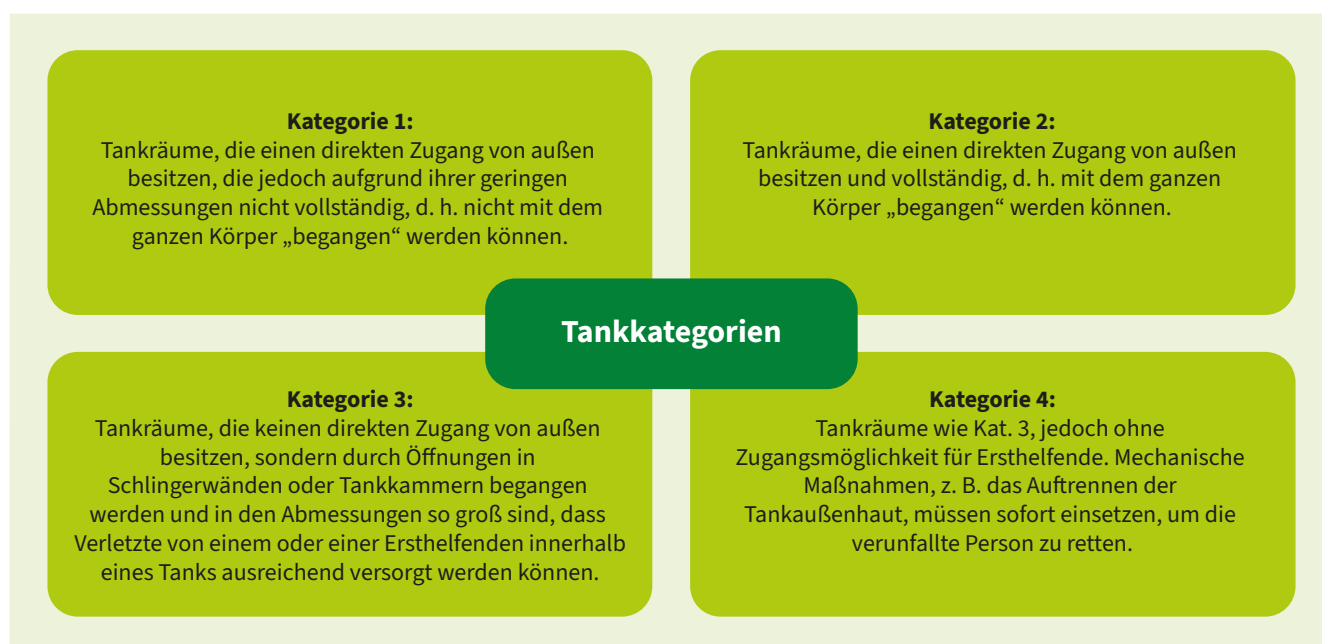 Kategorie 1:
Tankräume, die einen direkten Zugang von außen
besitzen, die jedoch aufgrund ihrer geringen
Abmessungen nicht vollständig, d. h. nicht mit dem
ganzen Körper „begangen“ werden können.
Kategorie 2:
Tankräume, die einen direkten Zugang von außen
besitzen und vollständig, d. h. mit dem ganzen
Körper „begangen“ werden können.
Tankkategorien
Kategorie 3:
Tankräume, die keinen direkten Zugang von außen
besitzen, sondern durch Öffnungen in
Schlingerwänden oder Tankkammern begangen
werden und in den Abmessungen so groß sind, dass
Verletzte von einem oder einer Ersthelfenden innerhalb
eines Tanks ausreichend versorgt werden können.
Kategorie 4:
Tankräume wie Kat. 3, jedoch ohne
Zugangsmöglichkeit für Ersthelfende. Mechanische
Maßnahmen, z. B. das Auftrennen der
Tankaußenhaut, müssen sofort einsetzen, um die
verunfallte Person zu retten.